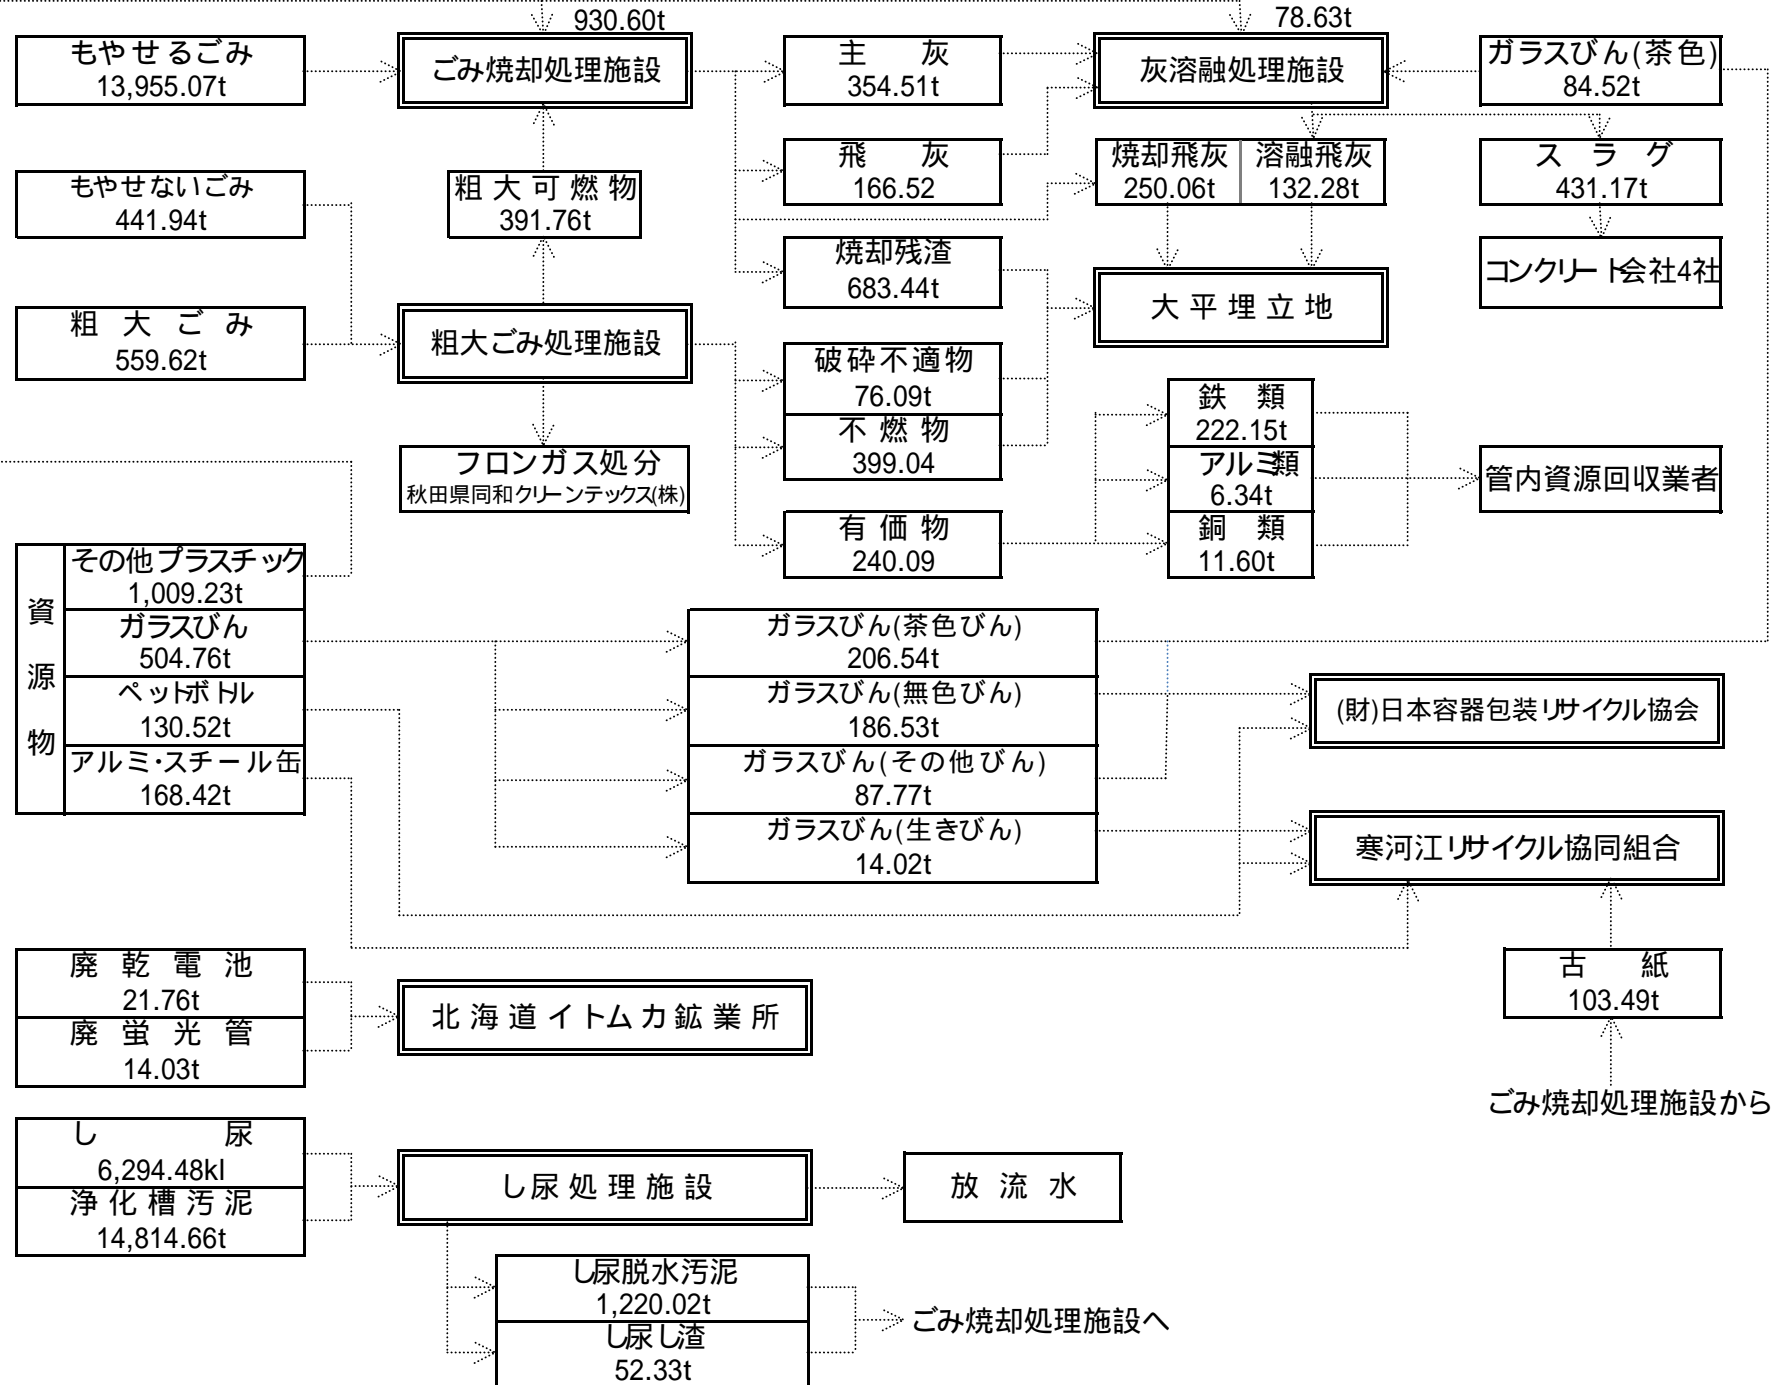 930.60t
78.63t
もやせるごみ
13,955.07t
ごみ焼却処理施設
主 灰
354.51t
灰溶融処理施設
ガラスびん(茶色)
84.52t
飛 灰
166.52
焼却飛灰
250.06t
溶融飛灰
132.28t
スラグ
431.17t
もやせないごみ
441.94t
粗大可燃物
391.76t
焼却残渣
683.44t
大平埋立地
コンクリート会社4社
粗大ごみ
559.62t
粗大ごみ処理施設
破砕不適物
76.09t
不燃物
399.04
鉄 類
222.15t
アルミ類
6.34t
銅 類
11.60t
管内資源回収業者
フロンガス処分
秋田県同和クリーンテックス(株)
有価物
240.09
資源物
その他プラスチック
1,009.23t
ガラスびん
504.76t
ペットボトル
130.52t
アルミ・スチール缶
168.42t
ガラスびん(茶色びん)
206.54t
ガラスびん(無色びん)
186.53t
ガラスびん(その他びん)
87.77t
ガラスびん(生きびん)
14.02t
(財)日本容器包装リサイクル協会
寒河江リサイクル協同組合
廃乾電池
21.76t
廃蛍光管
14.03t
北海道イトムカ鉱業所
古 紙
103.49t
ごみ焼却処理施設から
し 尿
6,294.48kl
浄化槽汚泥
14,814.66t
し尿処理施設
放流水
し尿脱水汚泥
1,220.02t
し尿し渣
52.33t
ごみ焼却処理施設へ